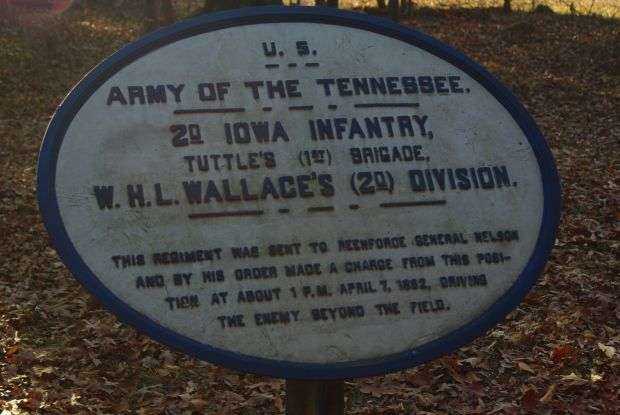 U. S.
ARMY OF THE TENNESSEE.
2D IOWA INFANTRY,
TUTTLE'S (1ST) BRIGADE,
W. H. L. WALLACE'S (2D) DIVISION.
THIS REGIMENT WAS SENT TO REENFORCE GENERAL NELSON
AND BY HIS ORDER MADE A CHARGE FROM THIS POSI-
TION AT ABOUT 1 P.M. APRIL 7, 1862, DRIVING
THE ENEMY BEYOND THE FIELD.